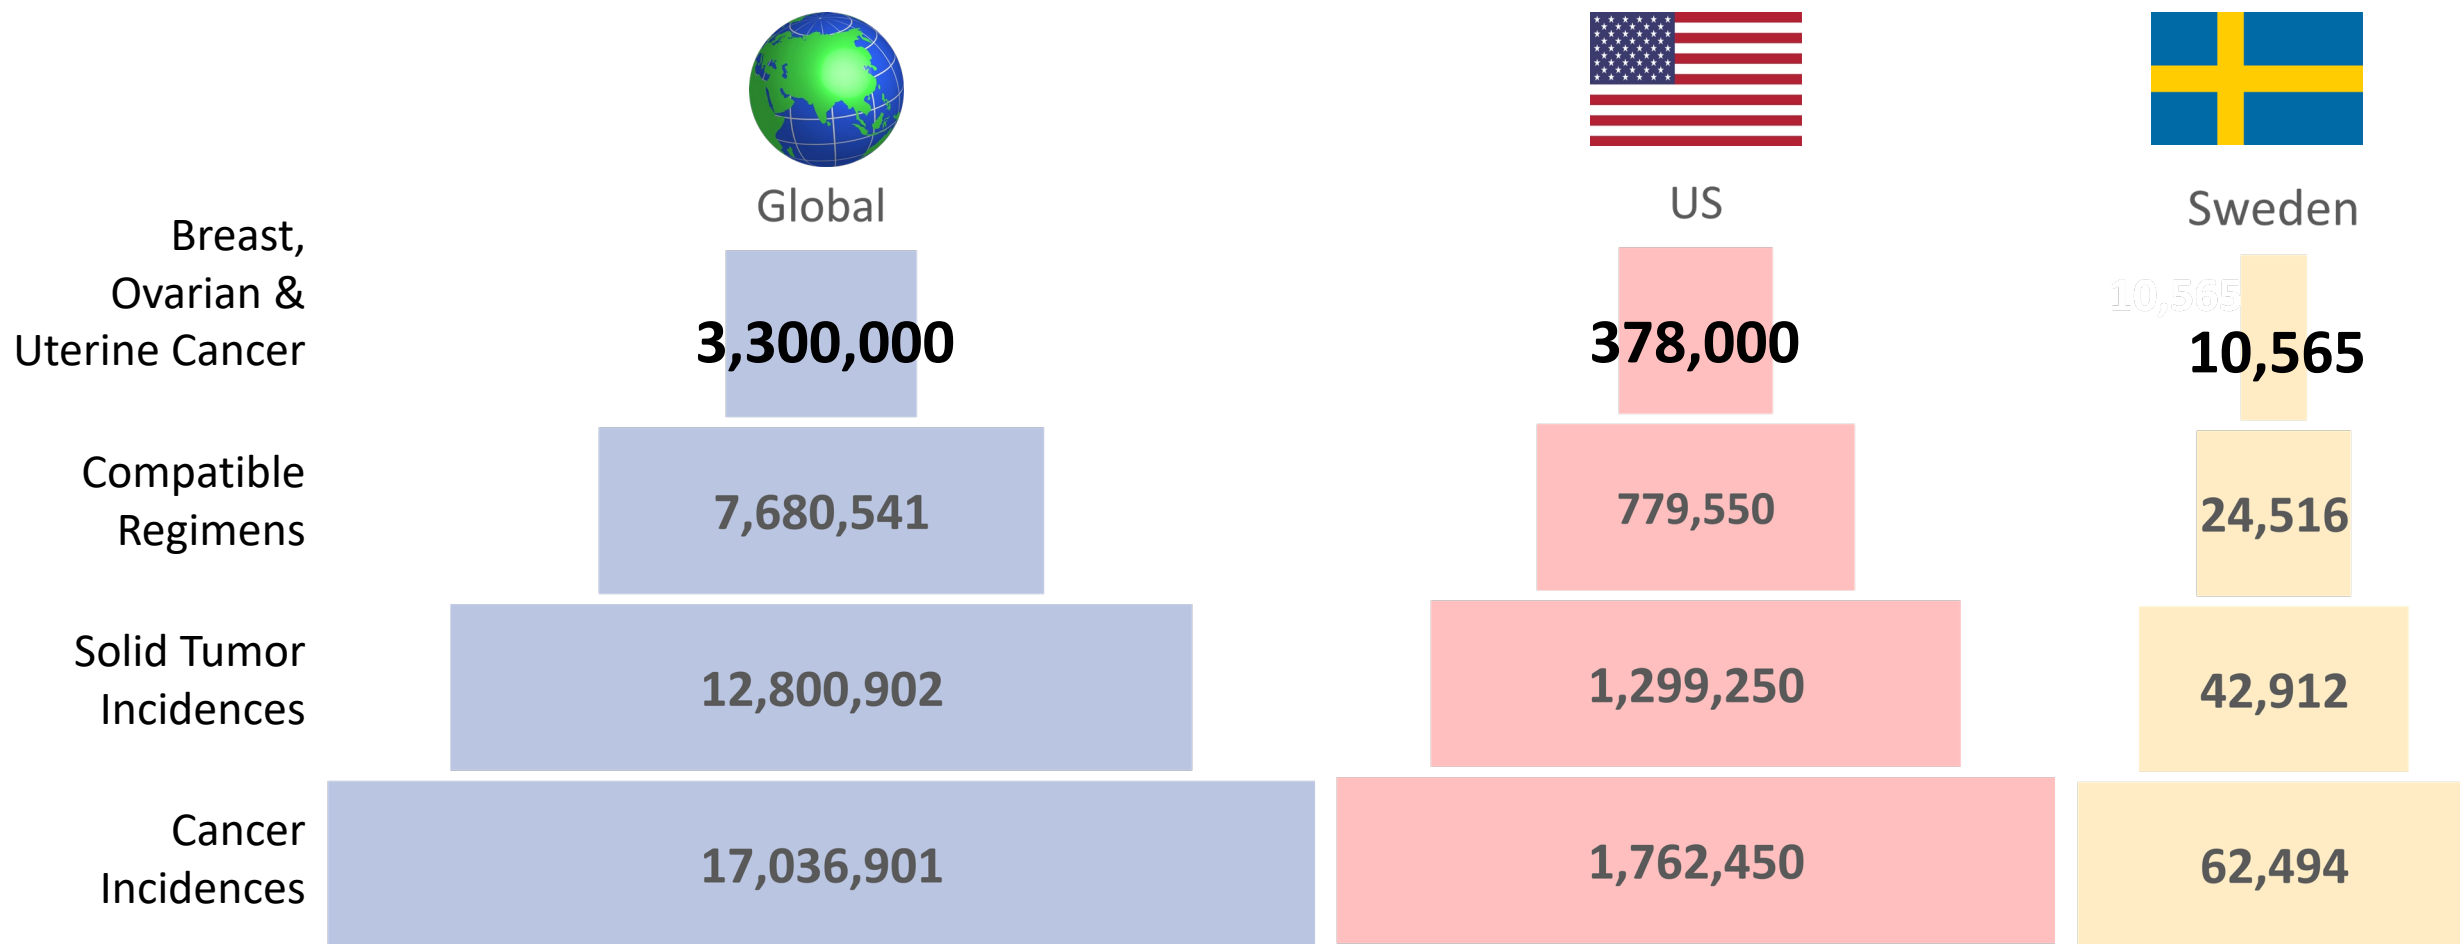 Global
US
Sweden
Breast,
Ovarian &
Uterine Cancer
3,300,000
378,000
10,565
10,565
Compatible
Regimens
7,680,541
779,550
24,516
Solid Tumor
Incidences
12,800,902
1,299,250
42,912
Cancer
Incidences
17,036,901
1,762,450
62,494